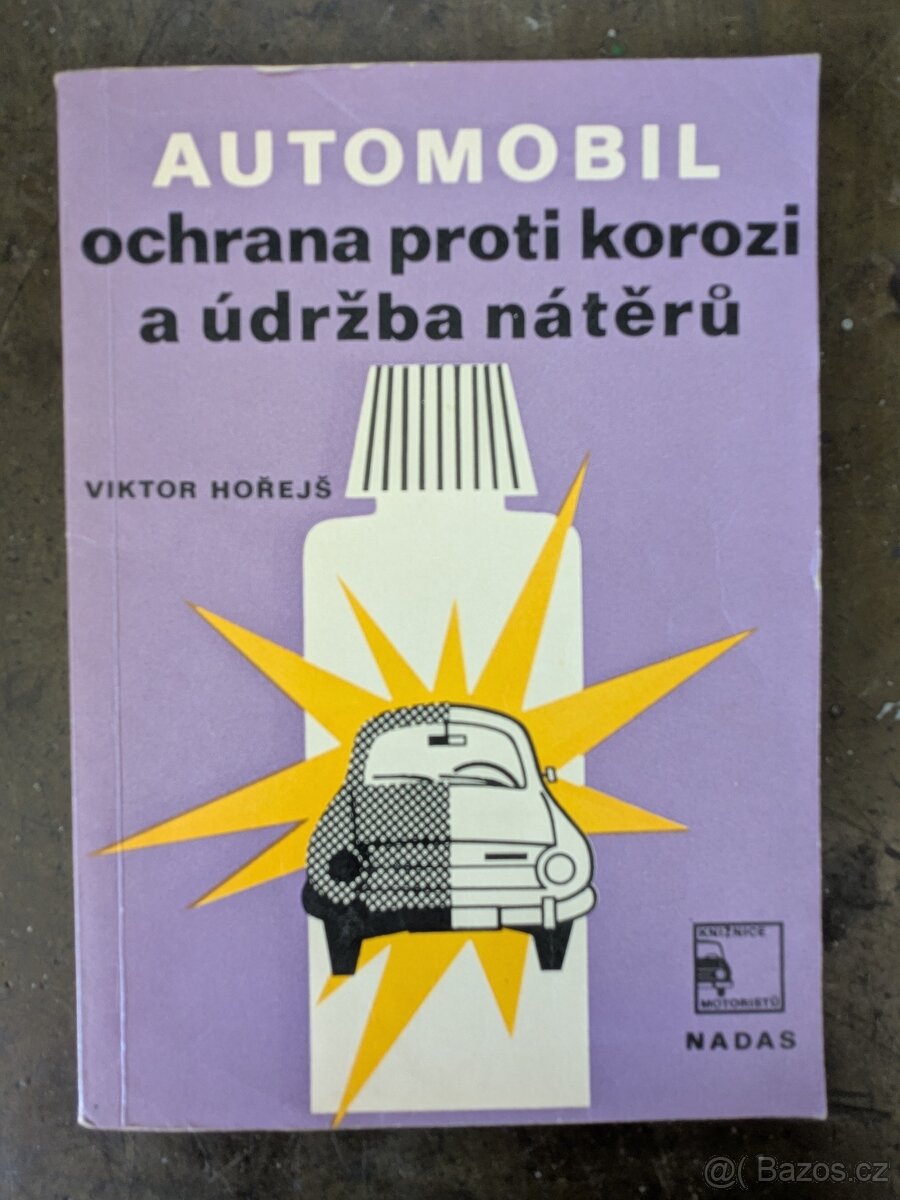 AUTOMOBIL
ochrana proti korozi
a údržba nátěrů
VIKTOR HOŘEJŠ
KNIŽNICE
MOTORISTŮ
NADAS
@( Bazos.cz